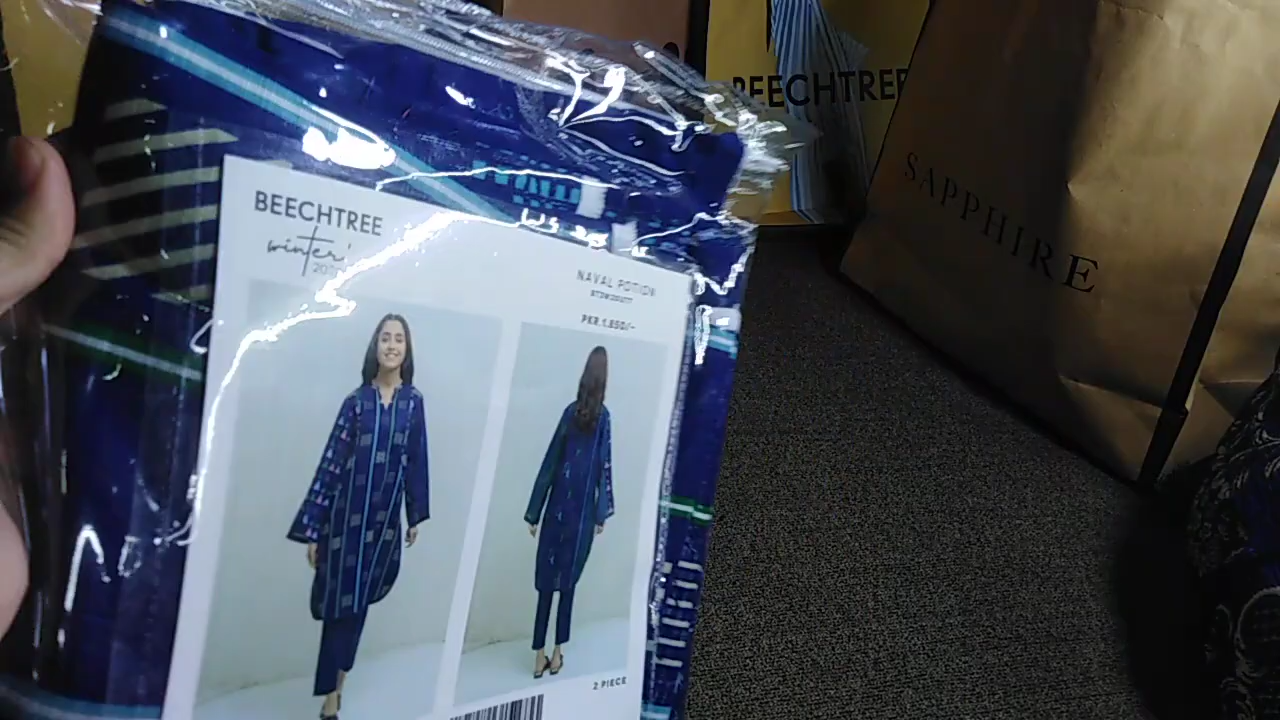 BEECHTREE
winter'
NAVAL POTION
PKR.1,850/-
2 PIECE
BEECHTREE
SAPPHIRE